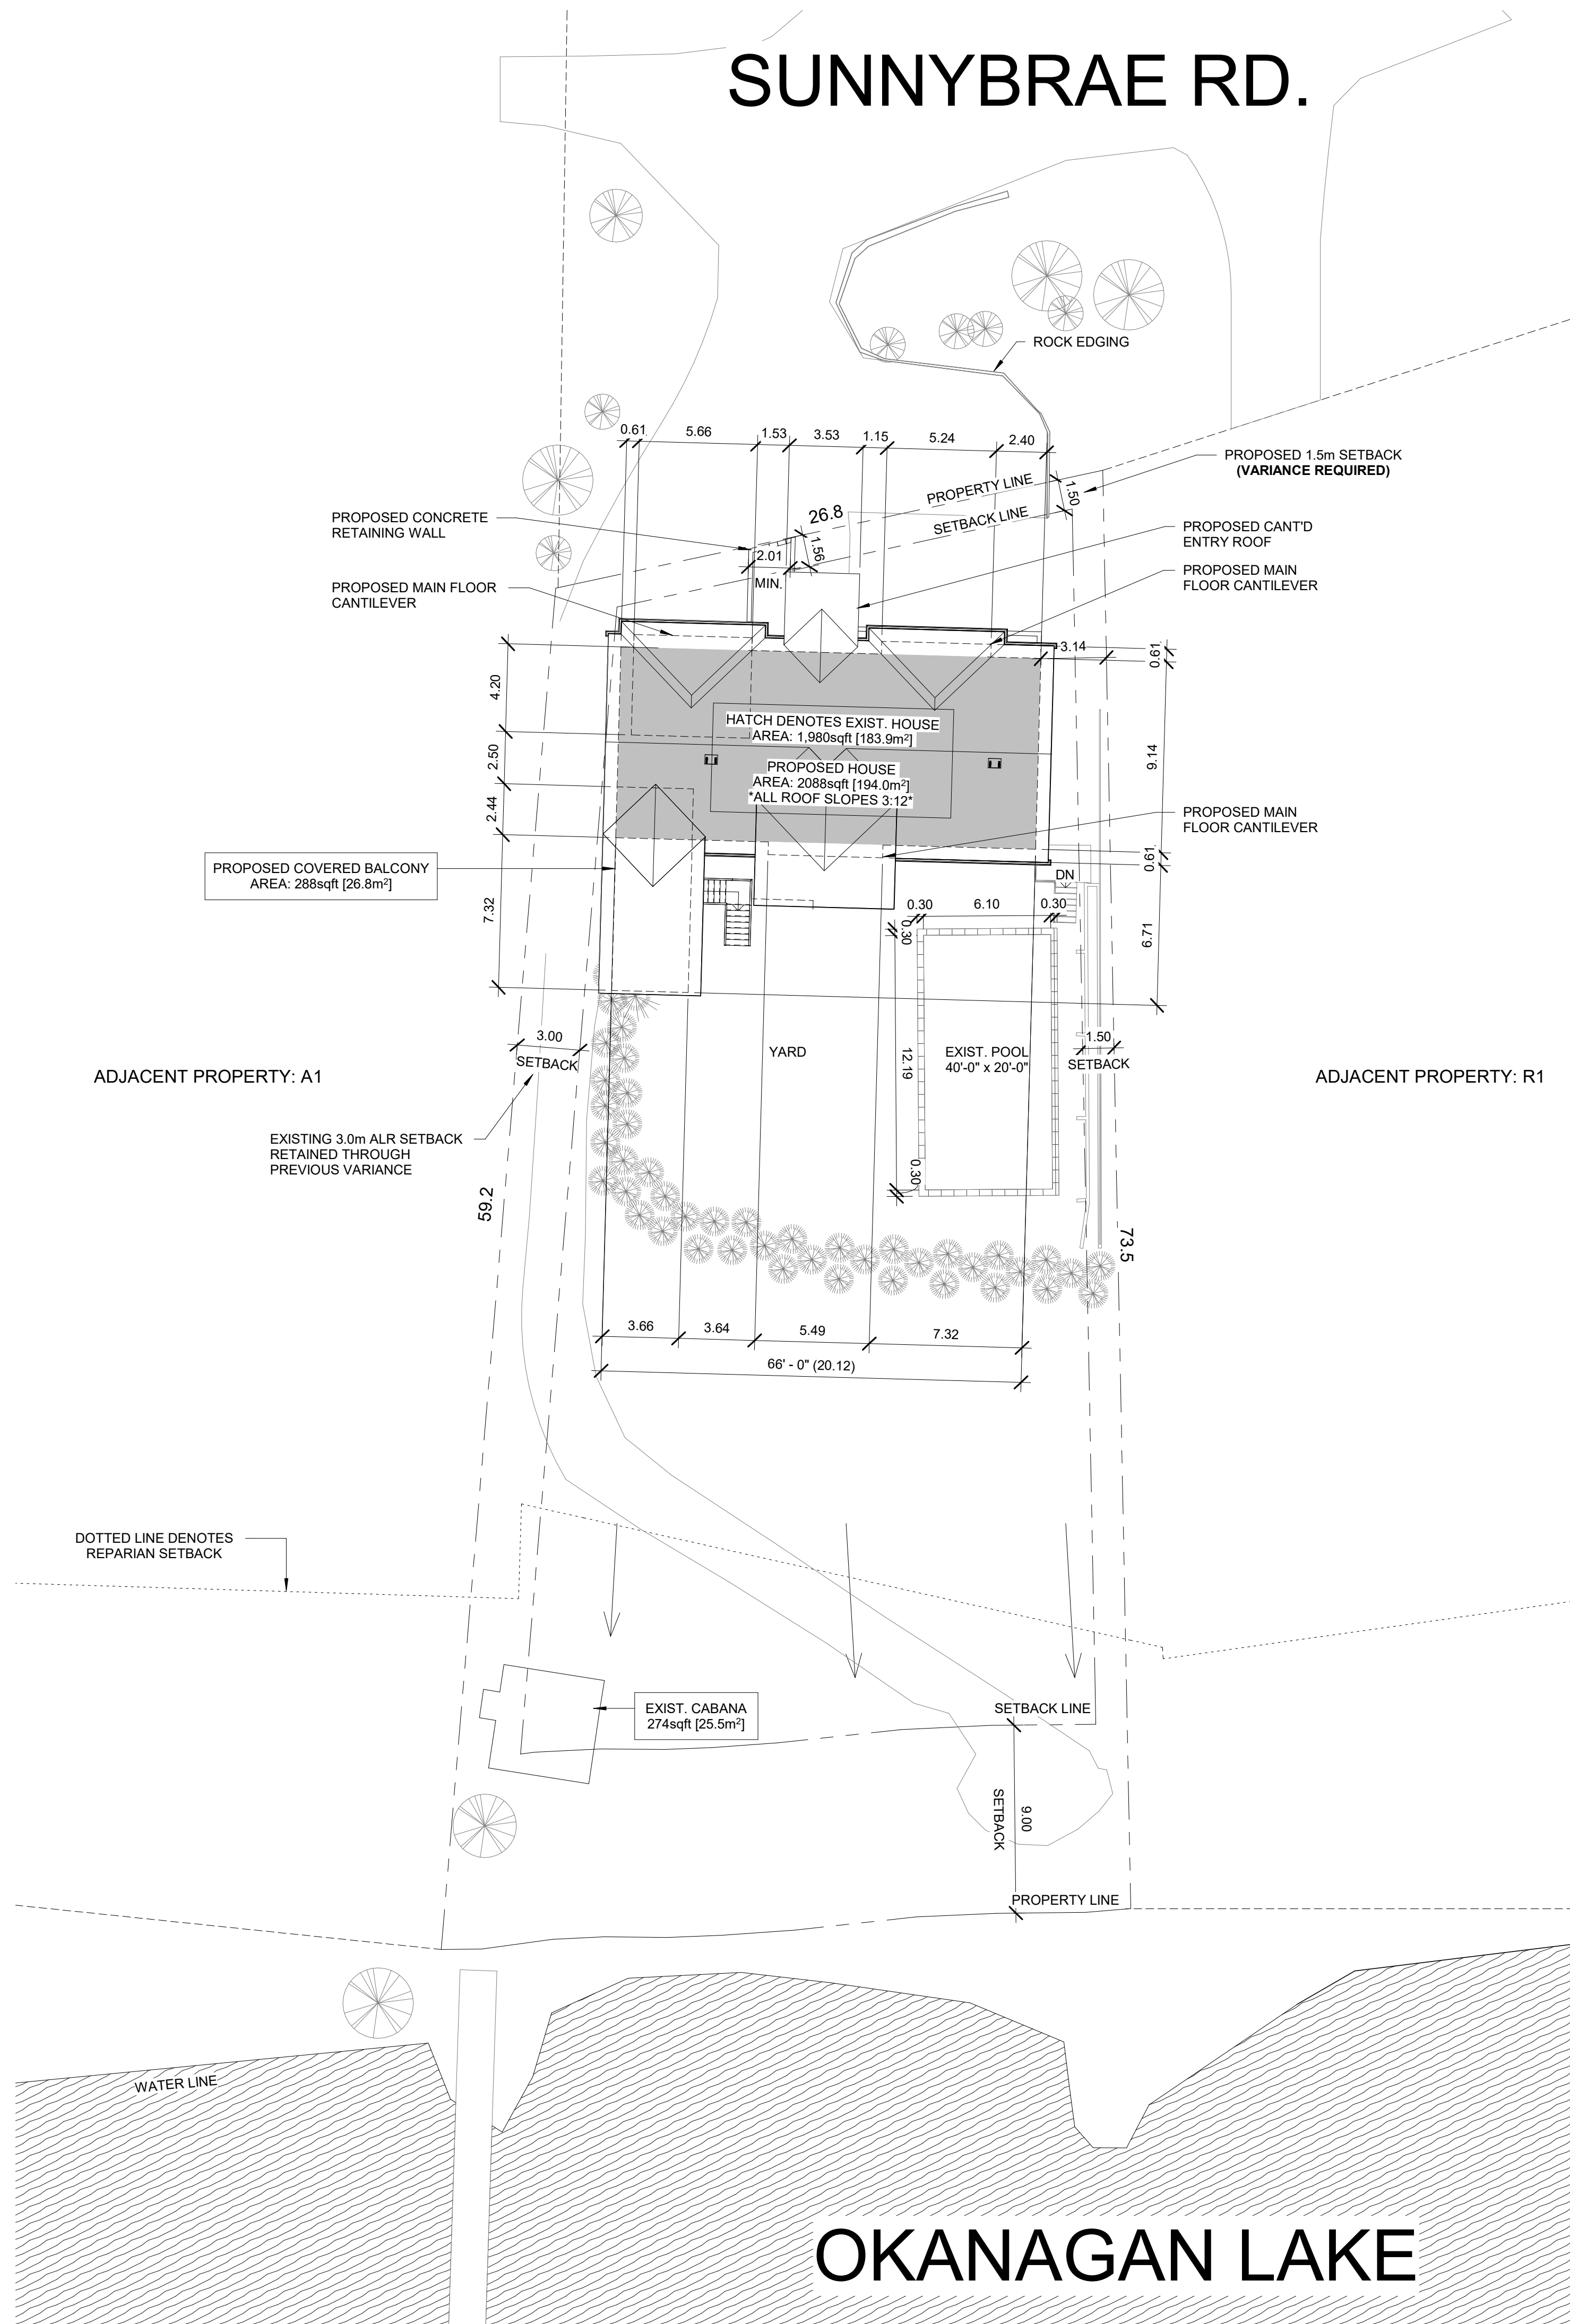 SUNNYBRAE RD.
ROCK EDGING
0.61
5.66
1.53
3.53
1.15
5.24
2.40
PROPOSED 1.5m SETBACK
(VARIANCE REQUIRED)
PROPERTY LINE
1.50
SETBACK LINE
26.8
PROPOSED CONCRETE
RETAINING WALL
PROPOSED CANT'D
ENTRY ROOF
2.01
MIN.
1.56
PROPOSED MAIN FLOOR
CANTILEVER
PROPOSED MAIN
FLOOR CANTILEVER
3.14
0.61
4.20
HATCH DENOTES EXIST. HOUSE
AREA: 1,980sqft [183.9m²]
2.50
9.14
PROPOSED HOUSE
AREA: 2088sqft [194.0m²]
*ALL ROOF SLOPES 3:12*
2.44
PROPOSED MAIN
FLOOR CANTILEVER
0.61
PROPOSED COVERED BALCONY
AREA: 288sqft [26.8m²]
DN
7.32
0.30
6.10
0.30
0.30
6.71
3.00
SETBACK
YARD
12.19
EXIST. POOL
40'-0" x 20'-0"
1.50
SETBACK
ADJACENT PROPERTY: A1
ADJACENT PROPERTY: R1
EXISTING 3.0m ALR SETBACK
RETAINED THROUGH
PREVIOUS VARIANCE
0.30
59.2
73.5
3.66
3.64
5.49
7.32
66' - 0" (20.12)
DOTTED LINE DENOTES
REPARIAN SETBACK
EXIST. CABANA
274sqft [25.5m²]
SETBACK LINE
SETBACK
9.00
PROPERTY LINE
WATER LINE
OKANAGAN LAKE